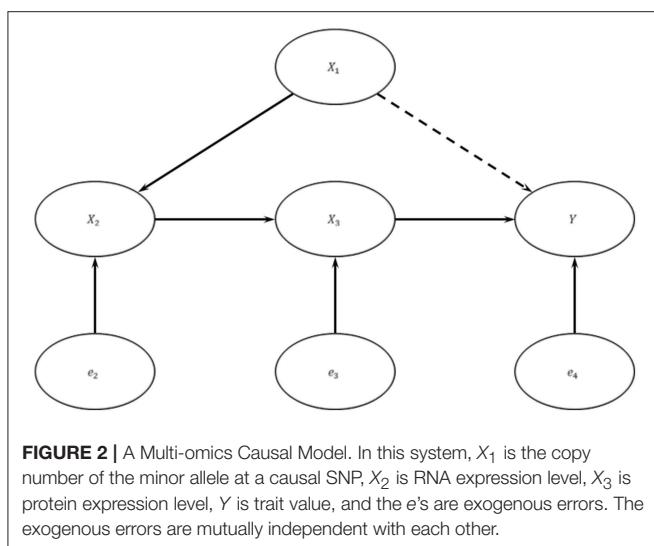 X₁
X₂
X₃
Y
e₂
e₃
e₄
FIGURE 2 | A Multi-omics Causal Model. In this system, X₁ is the copy
number of the minor allele at a causal SNP, X₂ is RNA expression level, X₃ is
protein expression level, Y is trait value, and the e's are exogenous errors. The
exogenous errors are mutually independent with each other.